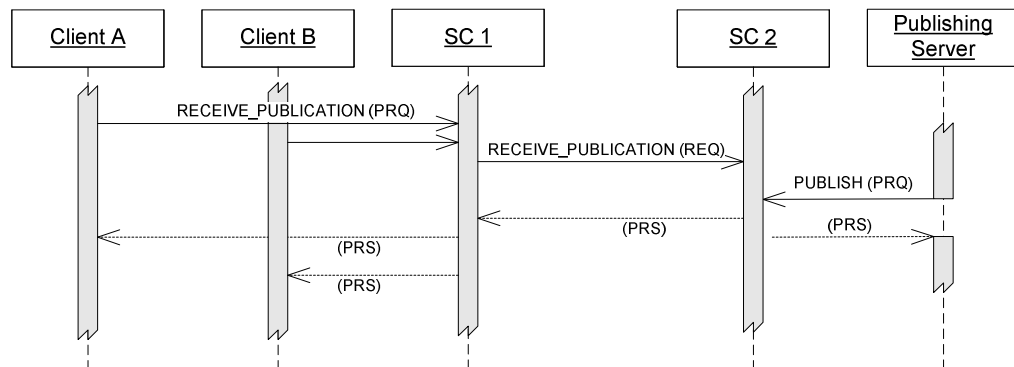 Client A
Client B
SC 1
SC 2
Publishing
Server
RECEIVE_PUBLICATION (PRQ)
RECEIVE_PUBLICATION (REQ)
PUBLISH (PRQ)
(PRS)
(PRS)
(PRS)
(PRS)